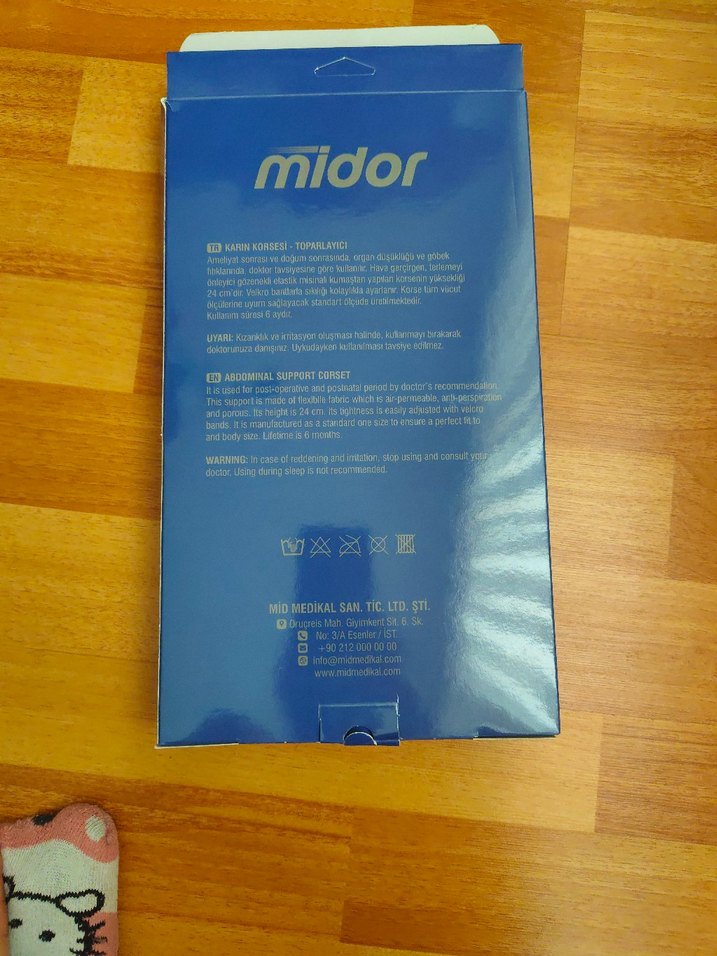 midor
TR KARIN KORSESİ - TOPARLAYICI
Ameliyat sonrası ve doğum sonrasında, organ düşüklüğü ve göbek
fıtıklarında, doktor tavsiyesine göre kullanılır. Hava geçirgen, terlemeyi
önleyici gözenekli elastik misinalı kumaştan yapılan korsenin yüksekliği
24 cm'dir. Velkro bantlarla sıkılığı kolaylıkla ayarlanır. Korse tüm vücut
ölçülerine uyum sağlayacak standart ölçüde üretilmektedir.
Kullanım süresi 6 aydır.
UYARI: Kızarıklık ve irritasyon oluşması halinde, kullanmayı bırakarak
doktorunuza danışınız. Uykudayken kullanılması tavsiye edilmez.
EN ABDOMINAL SUPPORT CORSET
It is used for post-operative and postnatal period by doctor's recommendation.
This support is made of flexibile fabric which is air-permeable, anti-perspiration
and porous. Its height is 24 cm. Its tightness is easily adjusted with velcro
bands. It is manufactured as a standard one size to ensure a perfect fit to
and body size. Lifetime is 6 months.
WARNING: In case of reddening and irritation, stop using and consult your
doctor. Using during sleep is not recommended.
MİD MEDİKAL SAN. TİC. LTD. ŞTİ.
Oruçreis Mah. Giyimkent Sit. 6. Sk.
No: 3/A Esenler / İST.
+90 212 000 00 00
info@midmedikal.com
www.midmedikal.com